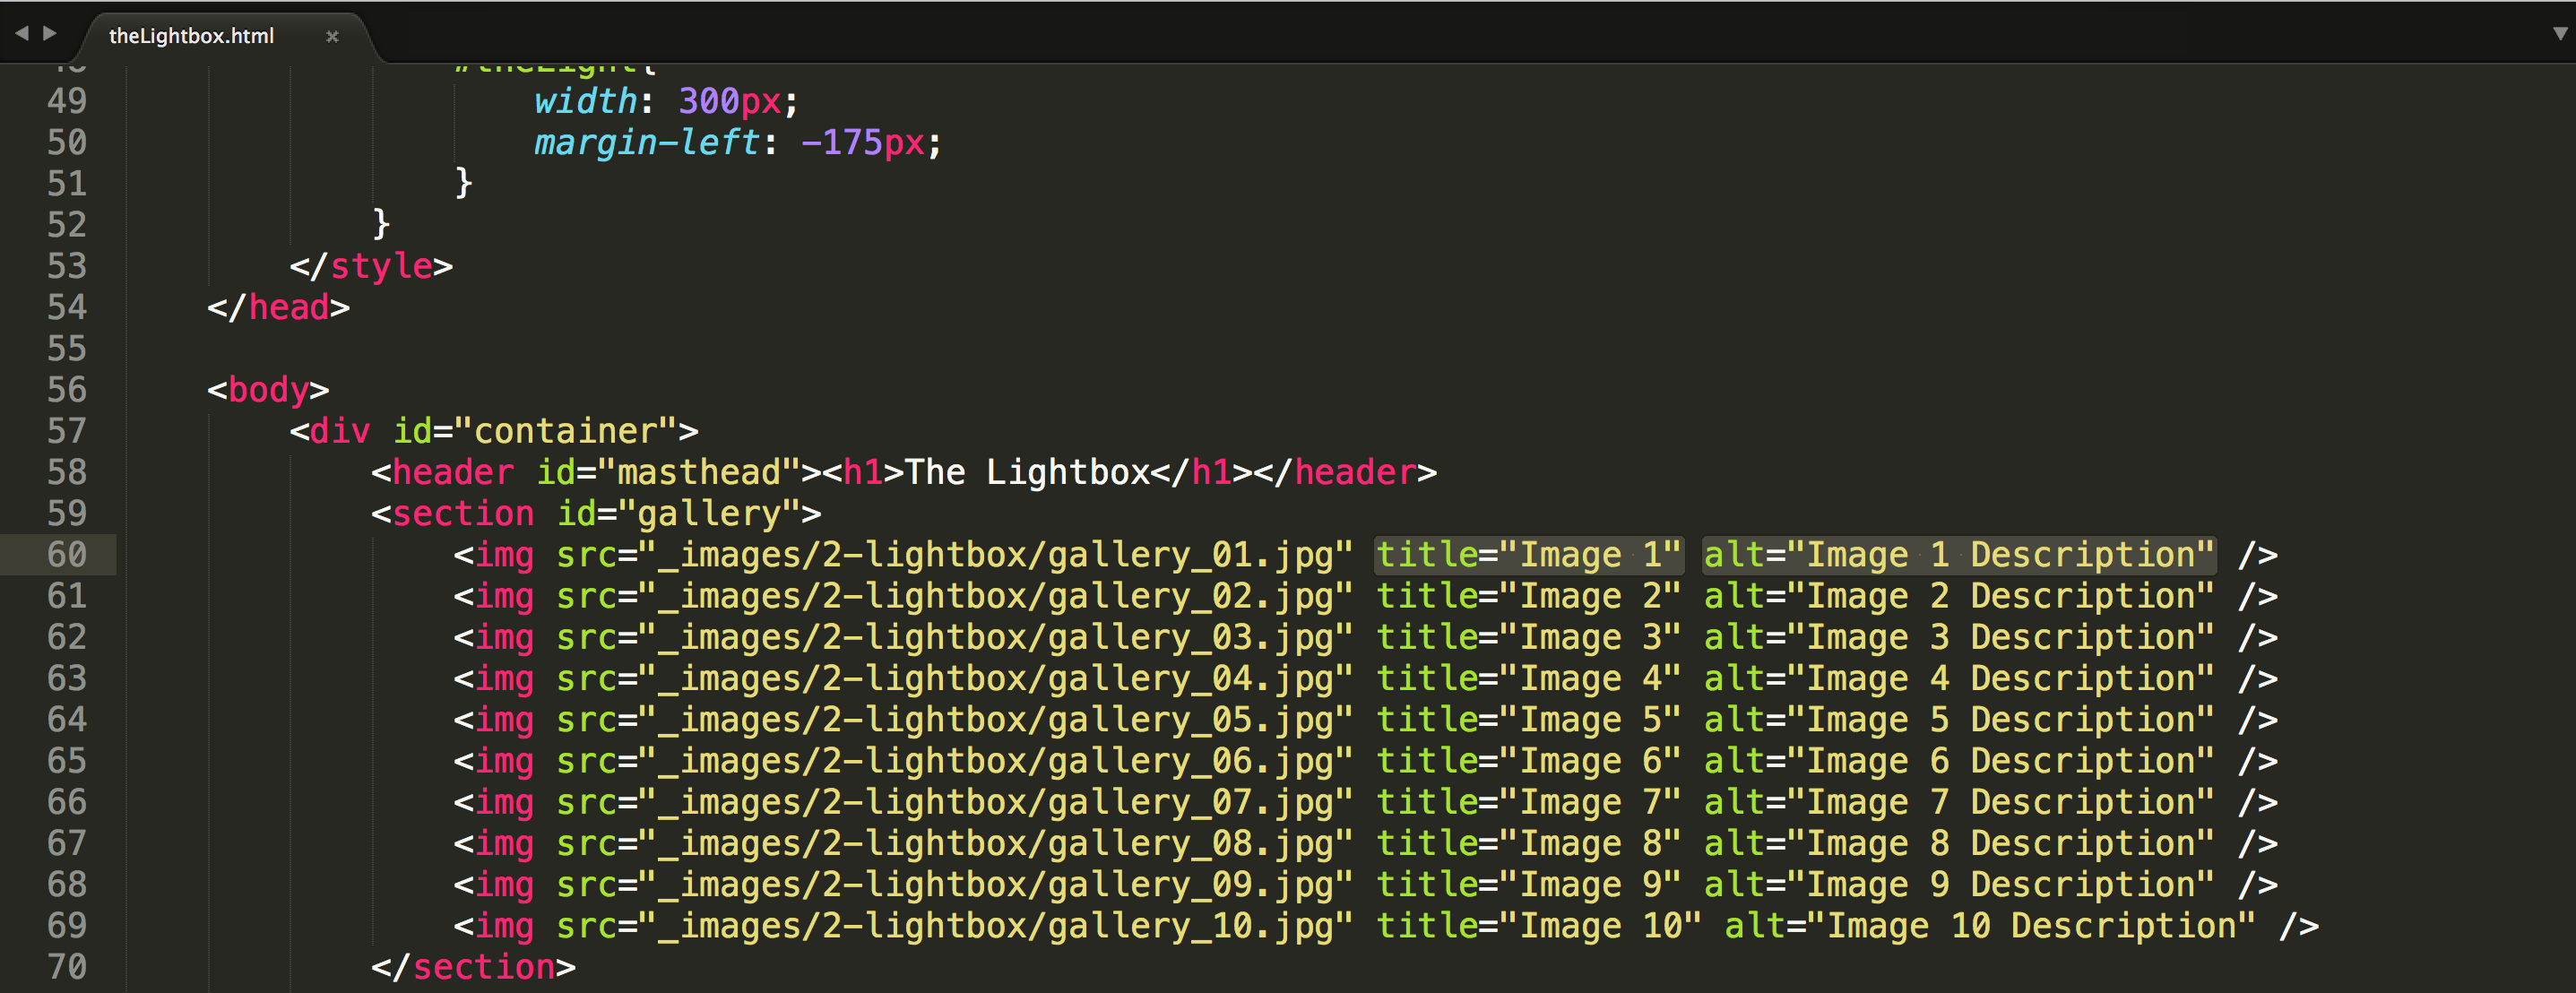 theLightbox.html
48 #theLight{
49 width: 300px;
50 margin-left: -175px;
51 }
52 }
53 </style>
54 </head>
55
56 <body>
57 <div id="container">
58 <header id="masthead"><h1>The Lightbox</h1></header>
59 <section id="gallery">
60 <img src="_images/2-lightbox/gallery_01.jpg" title="Image 1" alt="Image 1 Description" />
61 <img src="_images/2-lightbox/gallery_02.jpg" title="Image 2" alt="Image 2 Description" />
62 <img src="_images/2-lightbox/gallery_03.jpg" title="Image 3" alt="Image 3 Description" />
63 <img src="_images/2-lightbox/gallery_04.jpg" title="Image 4" alt="Image 4 Description" />
64 <img src="_images/2-lightbox/gallery_05.jpg" title="Image 5" alt="Image 5 Description" />
65 <img src="_images/2-lightbox/gallery_06.jpg" title="Image 6" alt="Image 6 Description" />
66 <img src="_images/2-lightbox/gallery_07.jpg" title="Image 7" alt="Image 7 Description" />
67 <img src="_images/2-lightbox/gallery_08.jpg" title="Image 8" alt="Image 8 Description" />
68 <img src="_images/2-lightbox/gallery_09.jpg" title="Image 9" alt="Image 9 Description" />
69 <img src="_images/2-lightbox/gallery_10.jpg" title="Image 10" alt="Image 10 Description" />
70 </section>